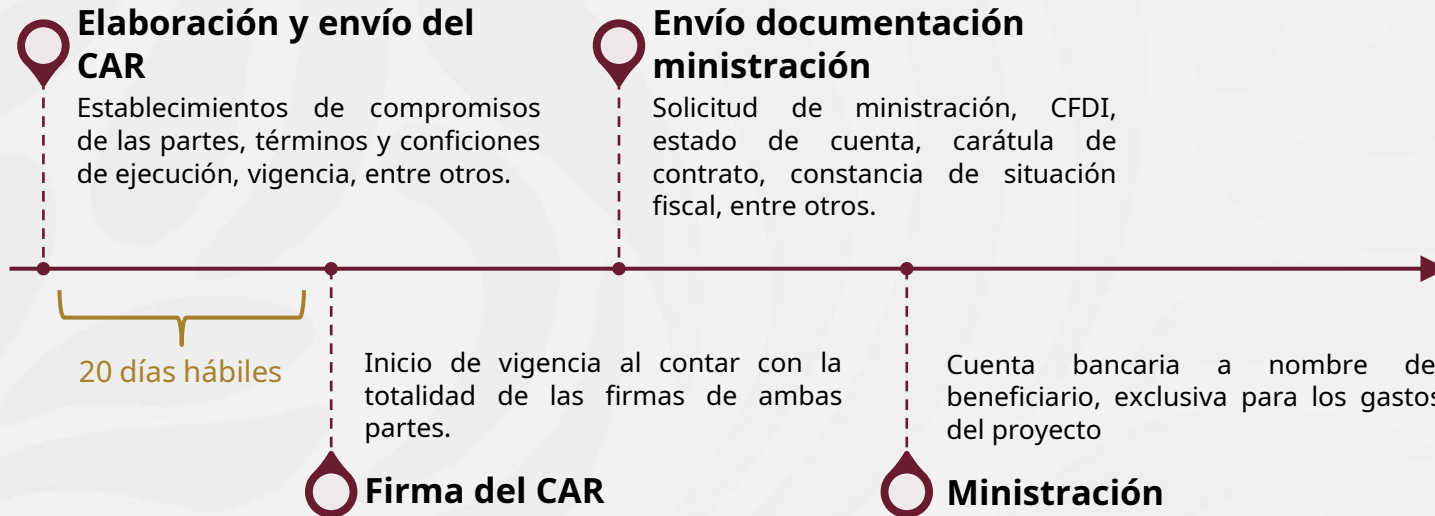 Elaboración y envío del
CAR
Establecimientos de compromisos
de las partes, términos y conficiones
de ejecución, vigencia, entre otros.
Envío documentación
ministración
Solicitud de ministración, CFDI,
estado de cuenta, carátula de
contrato, constancia de situación
fiscal, entre otros.
20 días hábiles
Inicio de vigencia al contar con la
totalidad de las firmas de ambas
partes.
Firma del CAR
Cuenta bancaria a nombre de
beneficiario, exclusiva para los gastos
del proyecto
Ministración